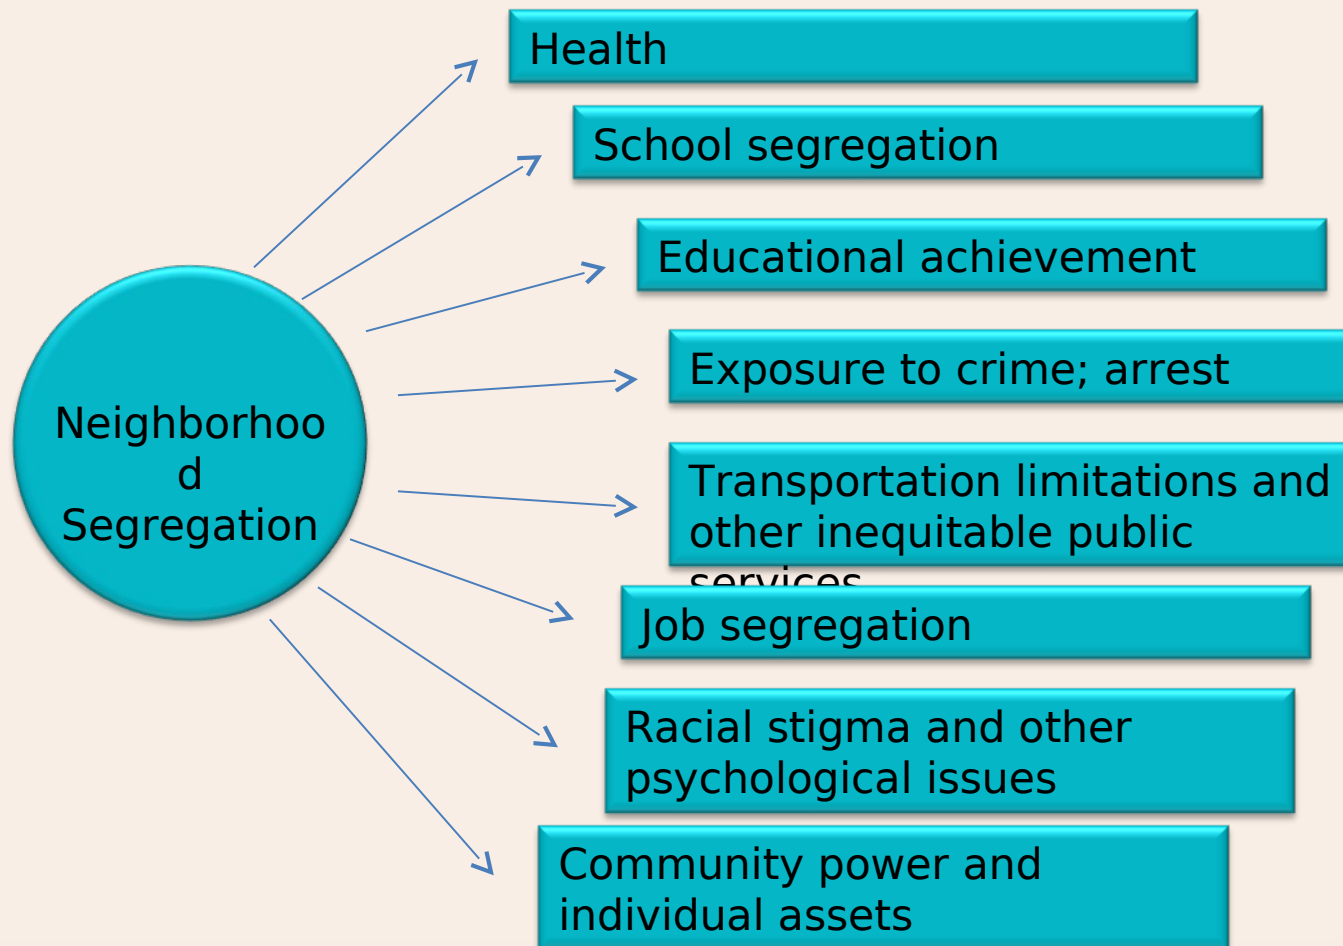 Health
School segregation
Educational achievement
Exposure to crime; arrest
Neighborhoo
d
Segregation
Transportation limitations and
other inequitable public
services
Job segregation
Racial stigma and other
psychological issues
Community power and
individual assets